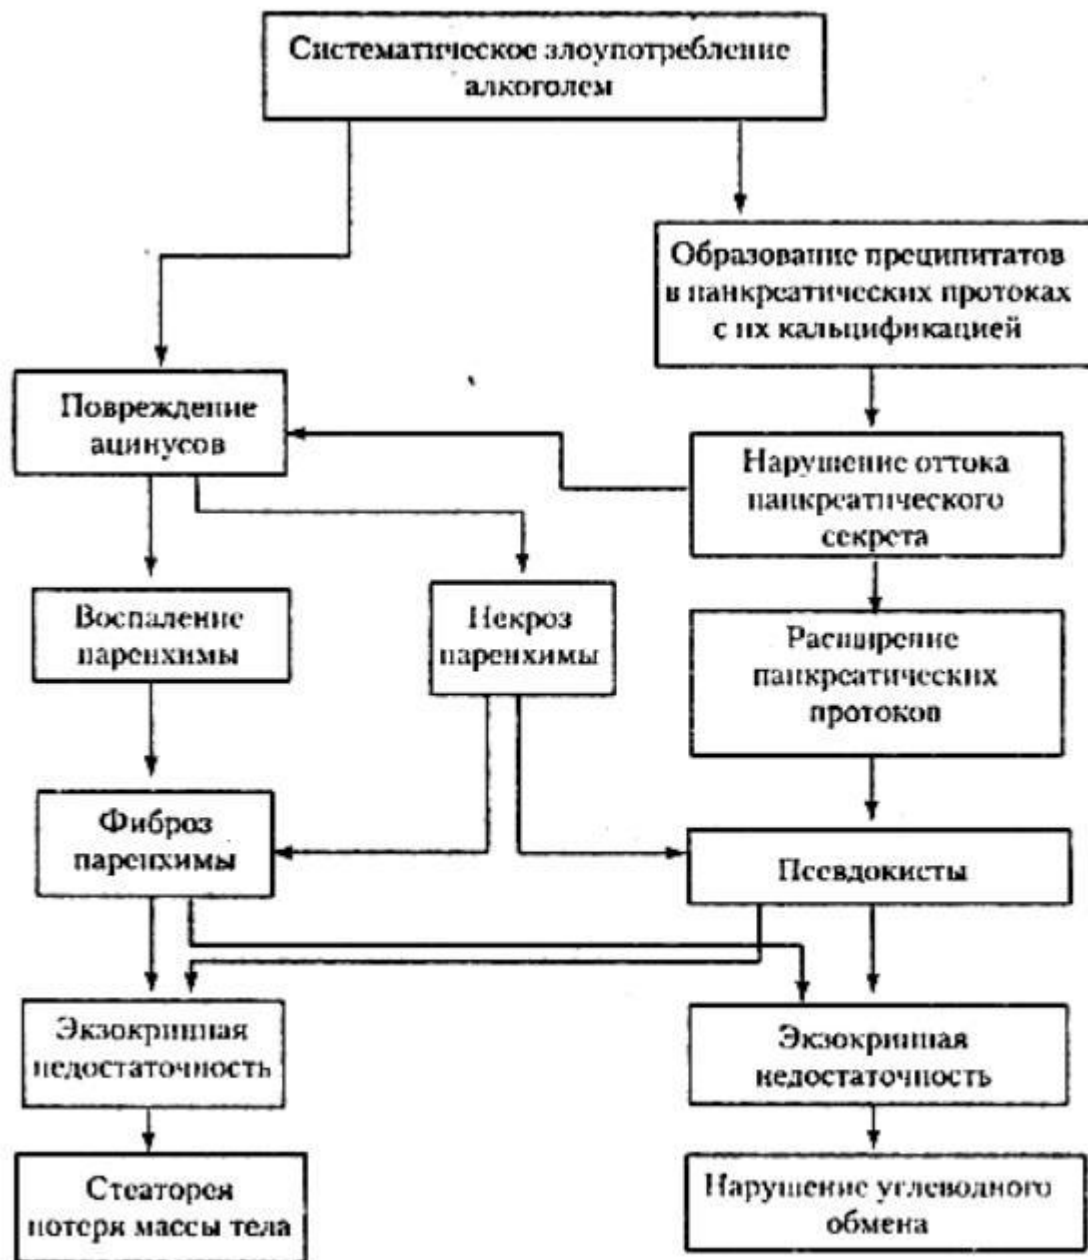 Систематическое злоупотребление
алкоголем
Образование преципитатов
в панкреатических протоках
с их кальцификацией
Повреждение
ацинусов
Нарушение оттока
панкреатического
секрета
Воспаление
паренхимы
Некроз
паренхимы
Расширение
панкреатических
протоков
Фиброз
паренхимы
Псевдокисты
Экзокринная
недостаточность
Экзокринная
недостаточность
Стеаторея
потеря массы тела
Нарушение углеводного
обмена